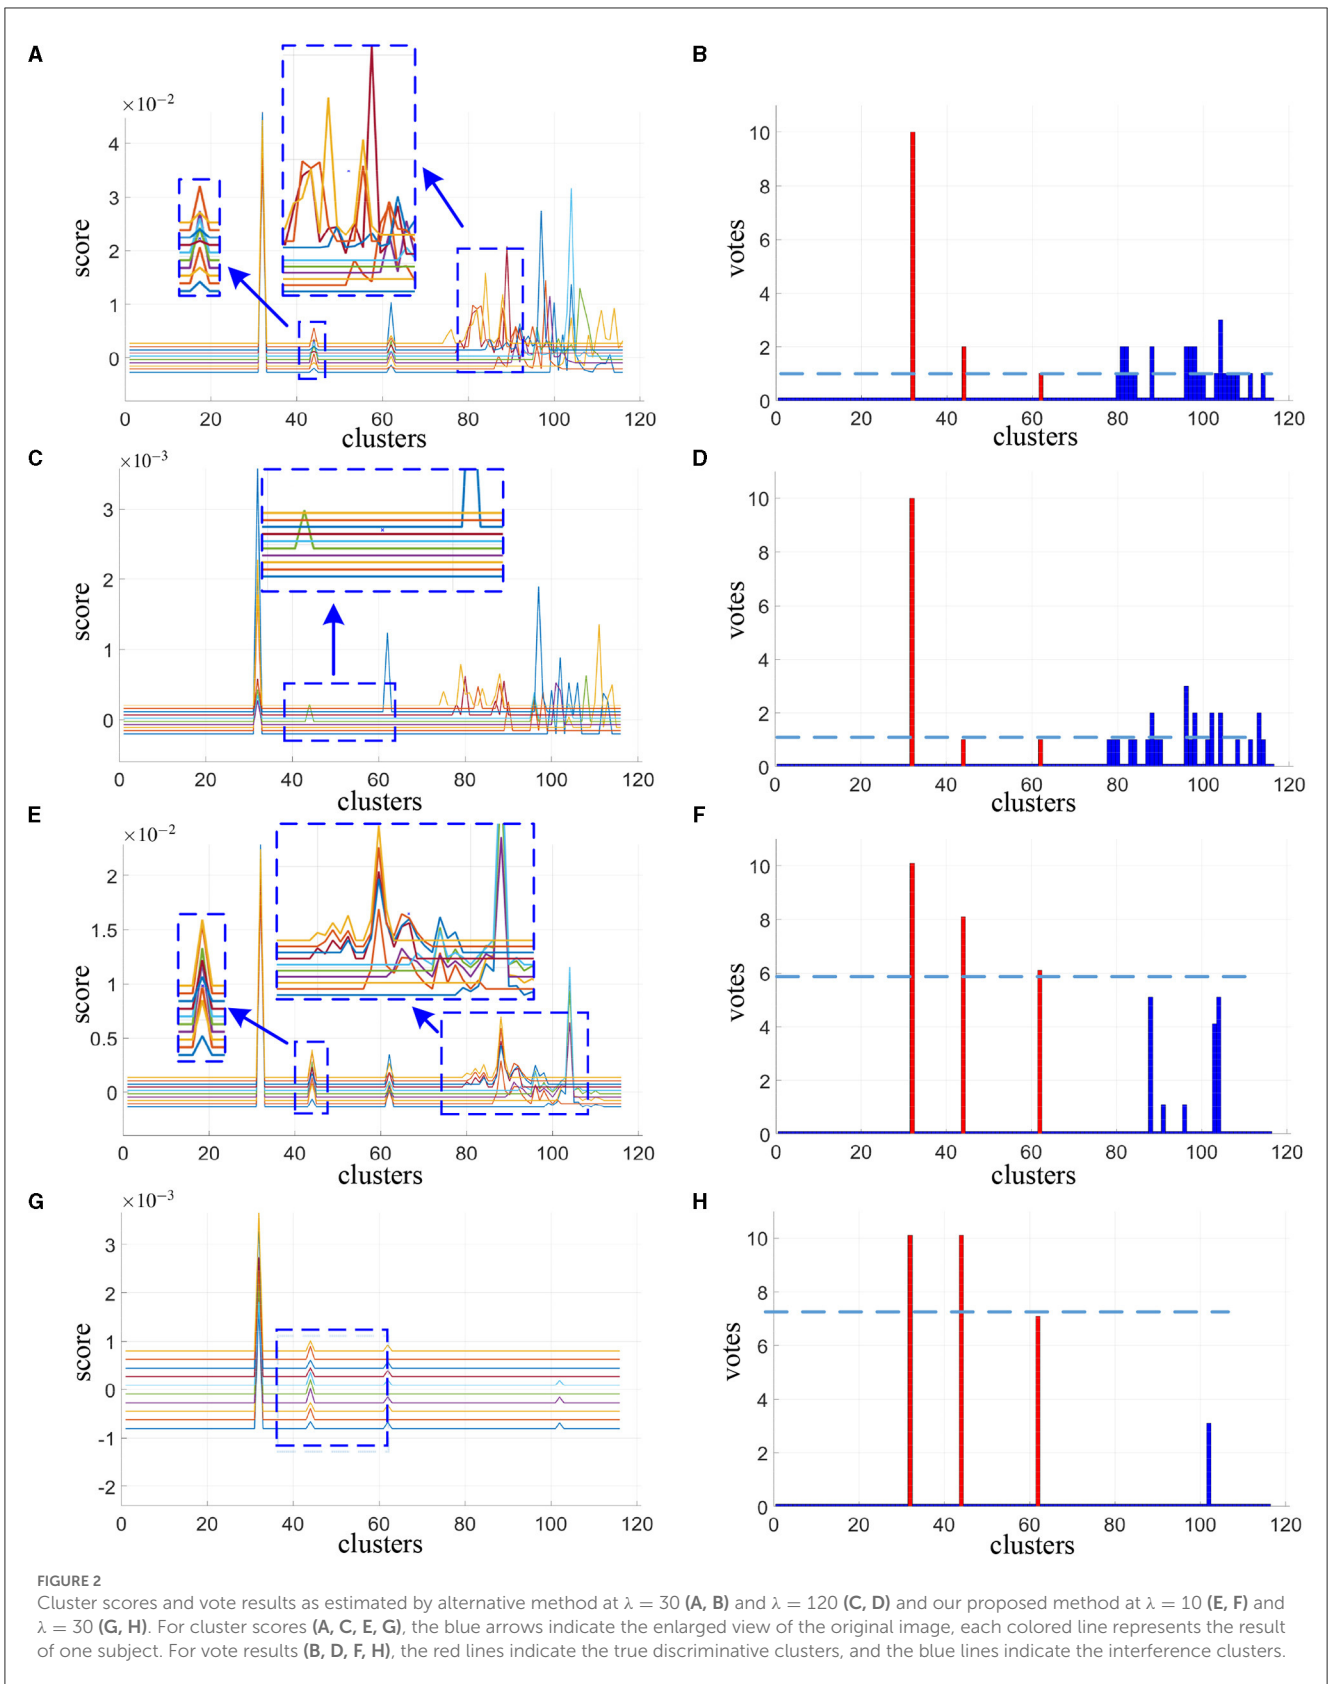 A
×10−2
4
3
2
1
0
score
0 20 40 60 80 100 120
clusters
B
10
8
6
4
2
0
votes
0 20 40 60 80 100 120
clusters
C
×10−3
3
2
1
0
score
0 20 40 60 80 100 120
clusters
D
10
8
6
4
2
0
votes
0 20 40 60 80 100 120
clusters
E
×10−2
2
1.5
1
0.5
0
score
0 20 40 60 80 100 120
clusters
F
10
8
6
4
2
0
votes
0 20 40 60 80 100 120
clusters
G
×10−3
3
2
1
0
-1
-2
score
0 20 40 60 80 100 120
clusters
H
10
8
6
4
2
0
votes
0 20 40 60 80 100 120
clusters
FIGURE 2
Cluster scores and vote results as estimated by alternative method at λ = 30 (A, B) and λ = 120 (C, D) and our proposed method at λ = 10 (E, F) and
λ = 30 (G, H). For cluster scores (A, C, E, G), the blue arrows indicate the enlarged view of the original image, each colored line represents the result
of one subject. For vote results (B, D, F, H), the red lines indicate the true discriminative clusters, and the blue lines indicate the interference clusters.